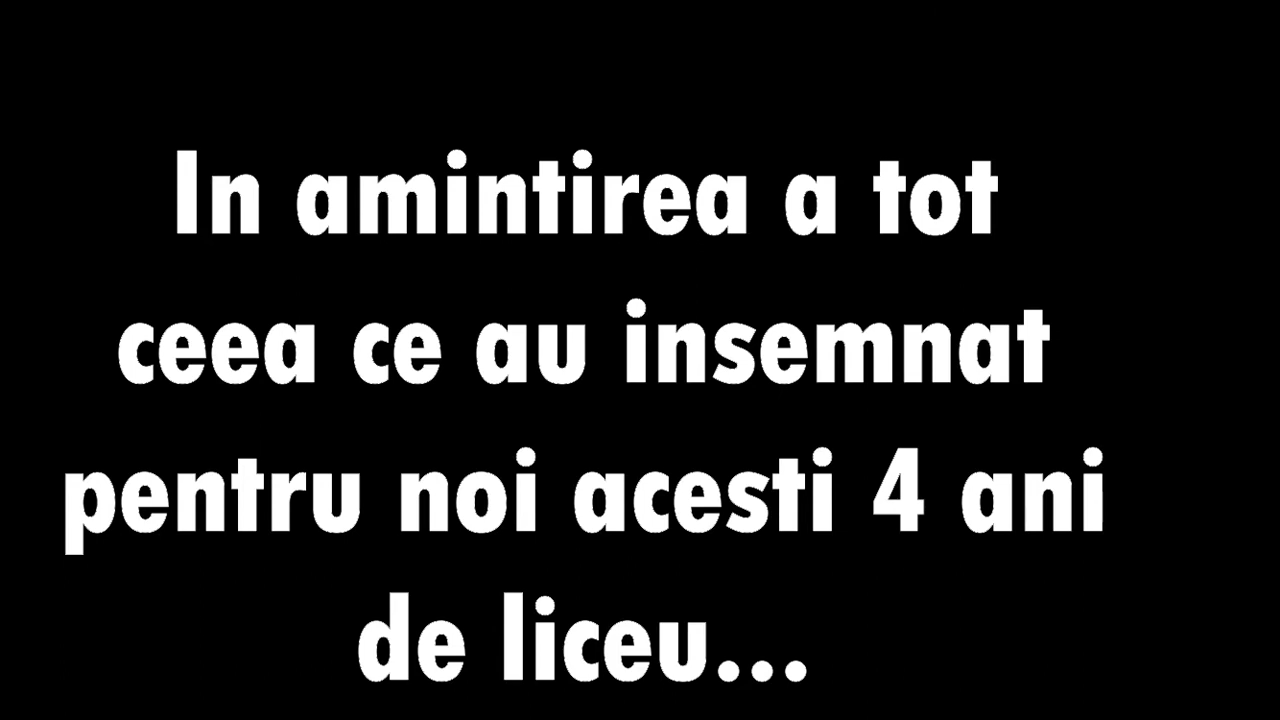 In amintirea a tot
ceea ce au insemnat
pentru noi acesti 4 ani
de liceu...